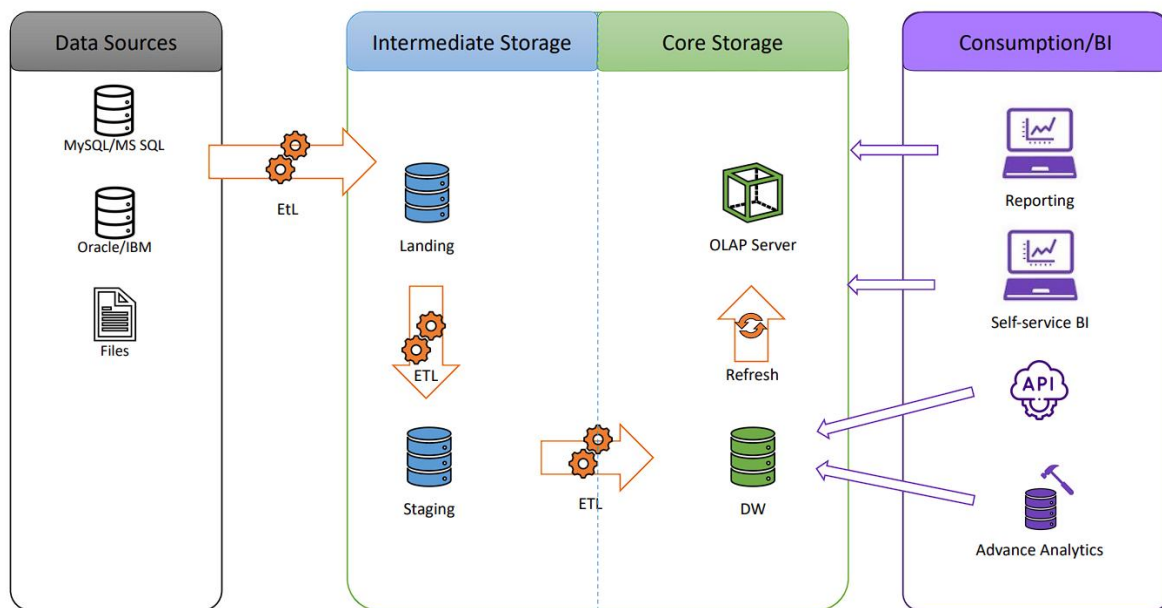 Data Sources
Intermediate Storage
Core Storage
Consumption/BI
MySQL/MS SQL
Oracle/IBM
Files
EtL
Landing
ETL
Staging
ETL
OLAP Server
Refresh
DW
Reporting
Self-service BI
API
Advance Analytics